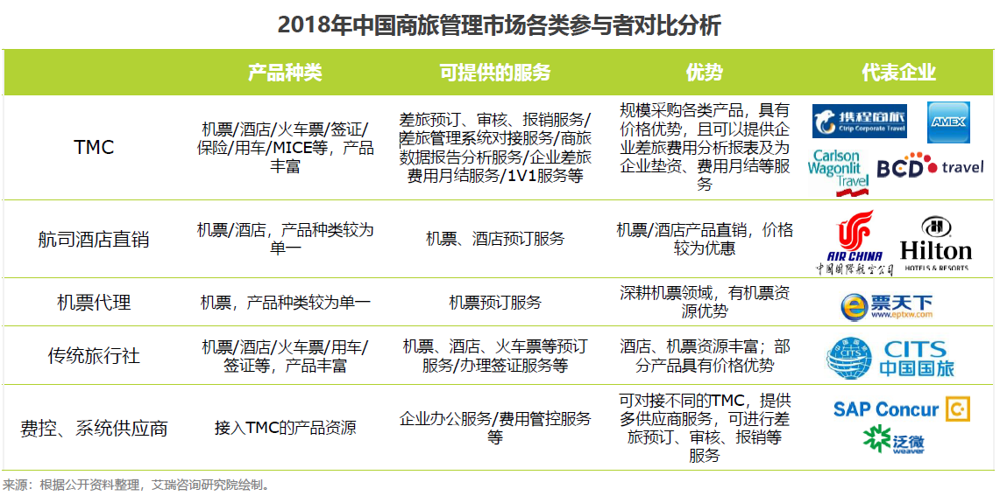 2018年中国商旅管理市场各类参与者对比分析
产品种类 可提供的服务 优势 代表企业
TMC
机票/酒店/火车票/签证/
保险/用车/MICE等，产品
丰富
差旅预订、审核、报销服务/
差旅管理系统对接服务/商旅
数据报告分析服务/企业差旅
费用月结服务/1V1服务等
规模采购各类产品，具有
价格优势，且可以提供企
业差旅费用分析报表及为
企业垫资、费用月结等服
务
携程商旅
Ctrip Corporate Travel
AMEX
Carlson
Wagonlit
Travel
BCD travel
航司酒店直销
机票/酒店，产品种类较为
单一
机票、酒店预订服务
机票/酒店产品直销，价格
较为优惠
AIR CHINA
中国国际航空公司
Hilton
HOTELS & RESORTS
机票代理
机票，产品种类较为单一
机票预订服务
深耕机票领域，有机票资
源优势
票天下
www.eptxw.com
传统旅行社
机票/酒店/火车票/用车/
签证等，产品丰富
机票、酒店、火车票等预订
服务/办理签证服务等
酒店、机票资源丰富；部
分产品具有价格优势
CITS
中国国旅
费控、系统供应商
接入TMC的产品资源
企业办公服务/费用管控服务
等
可对接不同的TMC，提供
多供应商服务，可进行差
旅预订、审核、报销等
服务
SAP Concur
泛微
weaver
来源：根据公开资料整理，艾瑞咨询研究院绘制。